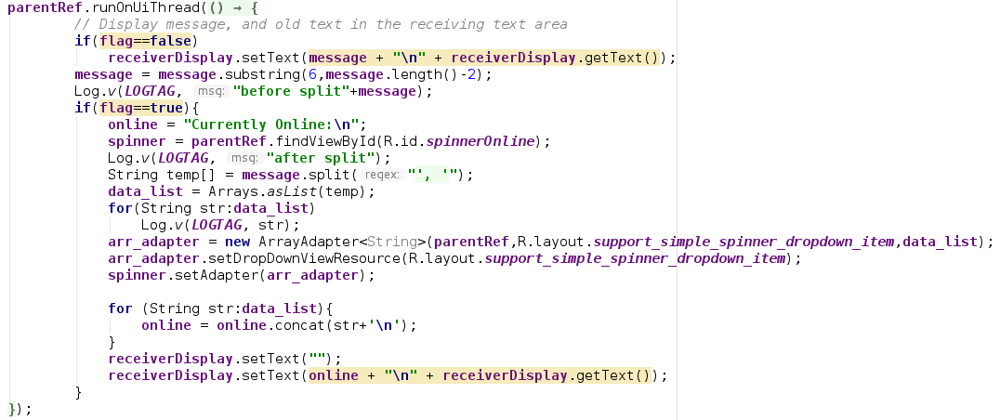 parentRef.runOnUiThread(() → {
// Display message, and old text in the receiving text area
if(flag==false)
receiverDisplay.setText(message + "\n" + receiverDisplay.getText());
message = message.substring(6,message.length()-2);
Log.v(LOGTAG, msg: "before split"+message);
if(flag==true){
online = "Currently Online:\n";
spinner = parentRef.findViewById(R.id.spinnerOnline);
Log.v(LOGTAG, msg: "after split");
String temp[] = message.split( regex: "', '");
data_list = Arrays.asList(temp);
for(String str:data_list)
Log.v(LOGTAG, str);
arr_adapter = new ArrayAdapter<String>(parentRef,R.layout.support_simple_spinner_dropdown_item,data_list);
arr_adapter.setDropDownViewResource(R.layout.support_simple_spinner_dropdown_item);
spinner.setAdapter(arr_adapter);
for (String str:data_list){
online = online.concat(str+'\n');
}
receiverDisplay.setText("");
receiverDisplay.setText(online + "\n" + receiverDisplay.getText());
}
});